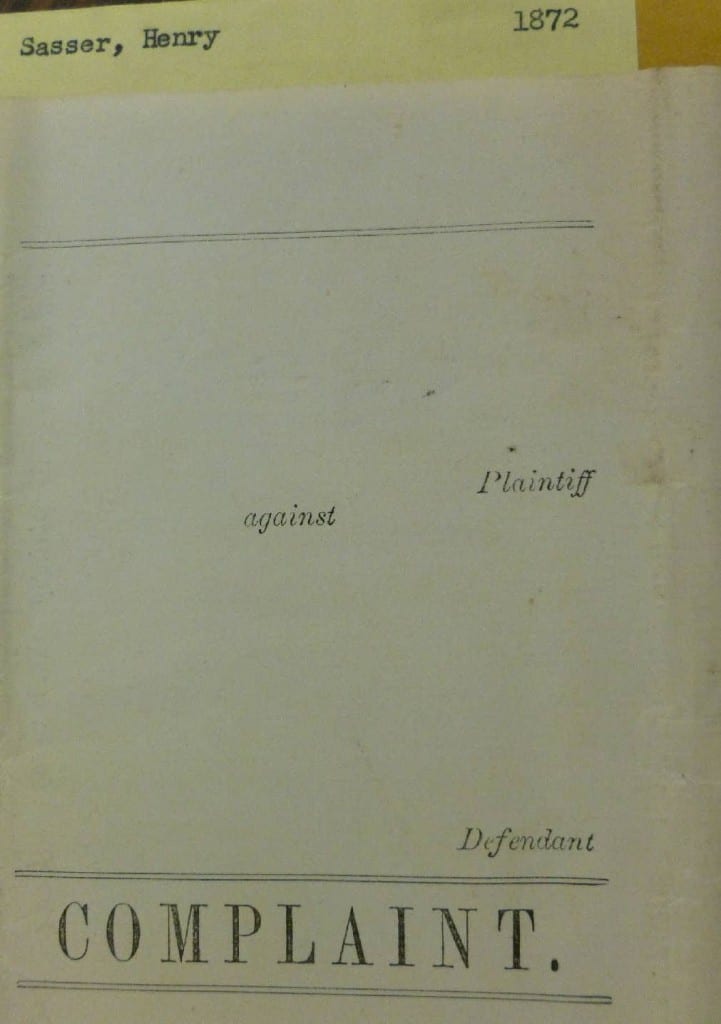 Sasser, Henry 1872
Plaintiff
against
Defendant
COMPLAINT.